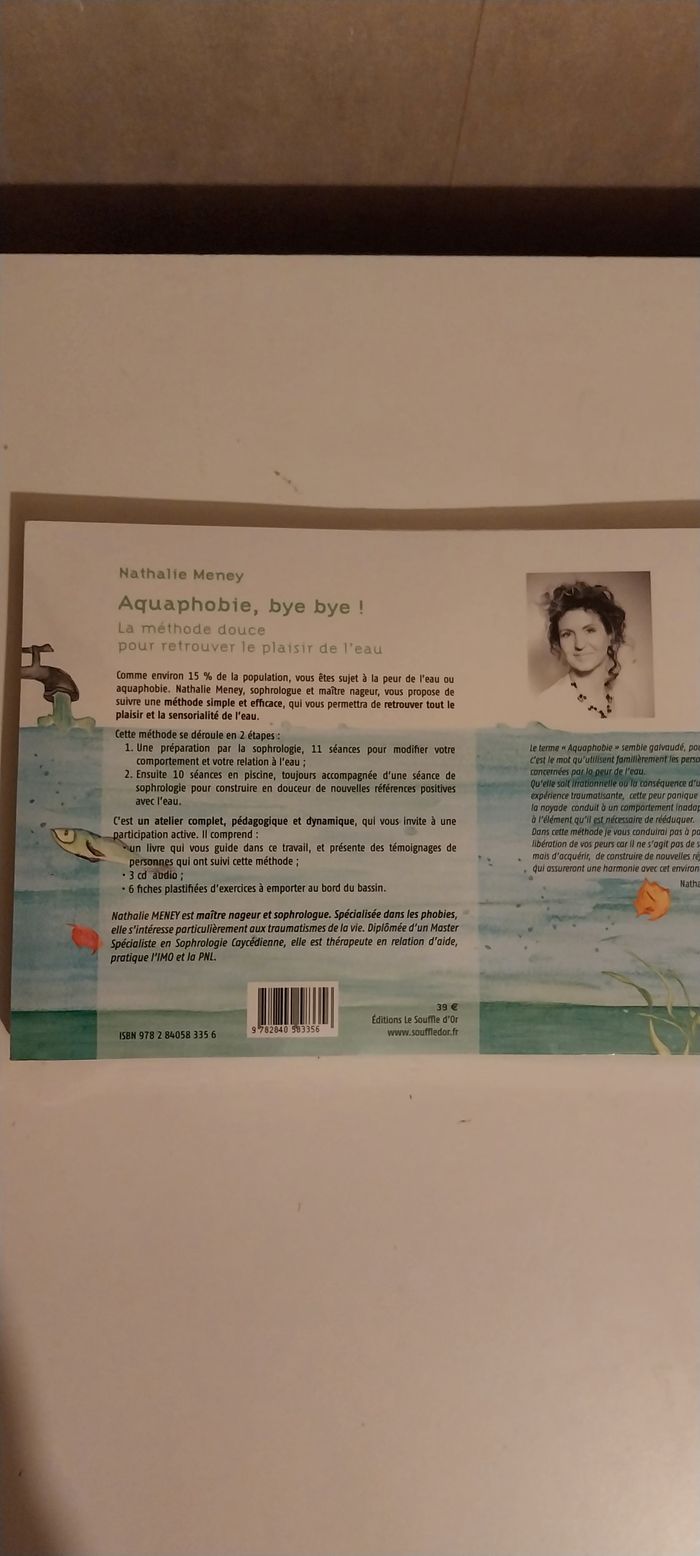 Nathalie Meney
Aquaphobie, bye bye !
La méthode douce
pour retrouver le plaisir de l'eau
Comme environ 15 % de la population, vous êtes sujet à la peur de l'eau ou
aquaphobie. Nathalie Meney, sophrologue et maître nageur, vous propose de
suivre une méthode simple et efficace, qui vous permettra de retrouver tout le
plaisir et la sensorialité de l'eau.
Cette méthode se déroule en 2 étapes :
1. Une préparation par la sophrologie, 11 séances pour modifier votre
comportement et votre relation à l'eau ;
2. Ensuite 10 séances en piscine, toujours accompagnée d'une séance de
sophrologie pour construire en douceur de nouvelles références positives
avec l'eau.
C'est un atelier complet, pédagogique et dynamique, qui vous invite à une
participation active. Il comprend :
• un livre qui vous guide dans ce travail, et présente des témoignages de
personnes qui ont suivi cette méthode ;
• 3 cd audio ;
• 6 fiches plastifiées d'exercices à emporter au bord du bassin.
Nathalie MENEY est maître nageur et sophrologue. Spécialisée dans les phobies,
elle s'intéresse particulièrement aux traumatismes de la vie. Diplômée d'un Master
Spécialiste en Sophrologie Caycédienne, elle est thérapeute en relation d'aide,
pratique l'IMO et la PNL.
ISBN 978 2 84058 335 6
9 782840 583356
39 €
Éditions Le Souffle d'Or
www.souffledor.fr
Le terme « Aquaphobie » semble galvaudé,
c'est le mot qu'utilisent familièrement les
concernées par la peur de l'eau.
Qu'elle soit irrationnelle ou la conséquence
expérience traumatisante, cette peur panique
la noyade conduit à un comportement
à l'élément qu'il est nécessaire de rééduquer.
Dans cette méthode je vous conduirai pas à
libération de vos peurs car il ne s'agit pas de
mais d'acquérir, de construire de nouvelles
qui assureront une harmonie avec cet